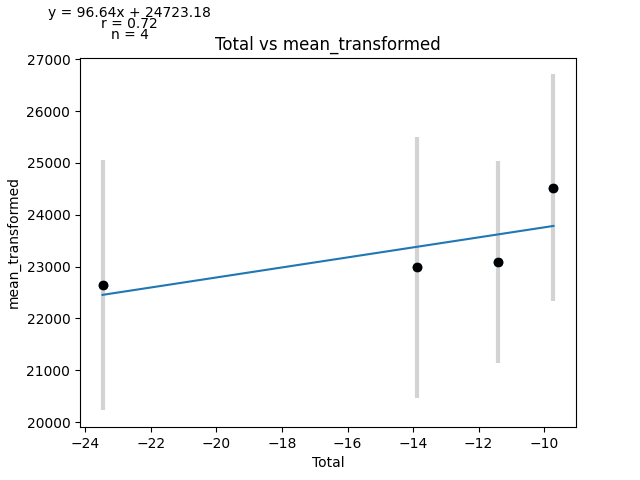 y = 96.64x + 24723.18
r = 0.72
n = 4
Total vs mean_transformed
27000
26000
25000
24000
23000
22000
21000
20000
mean_transformed
−24 −22 −20 −18 −16 −14 −12 −10
Total